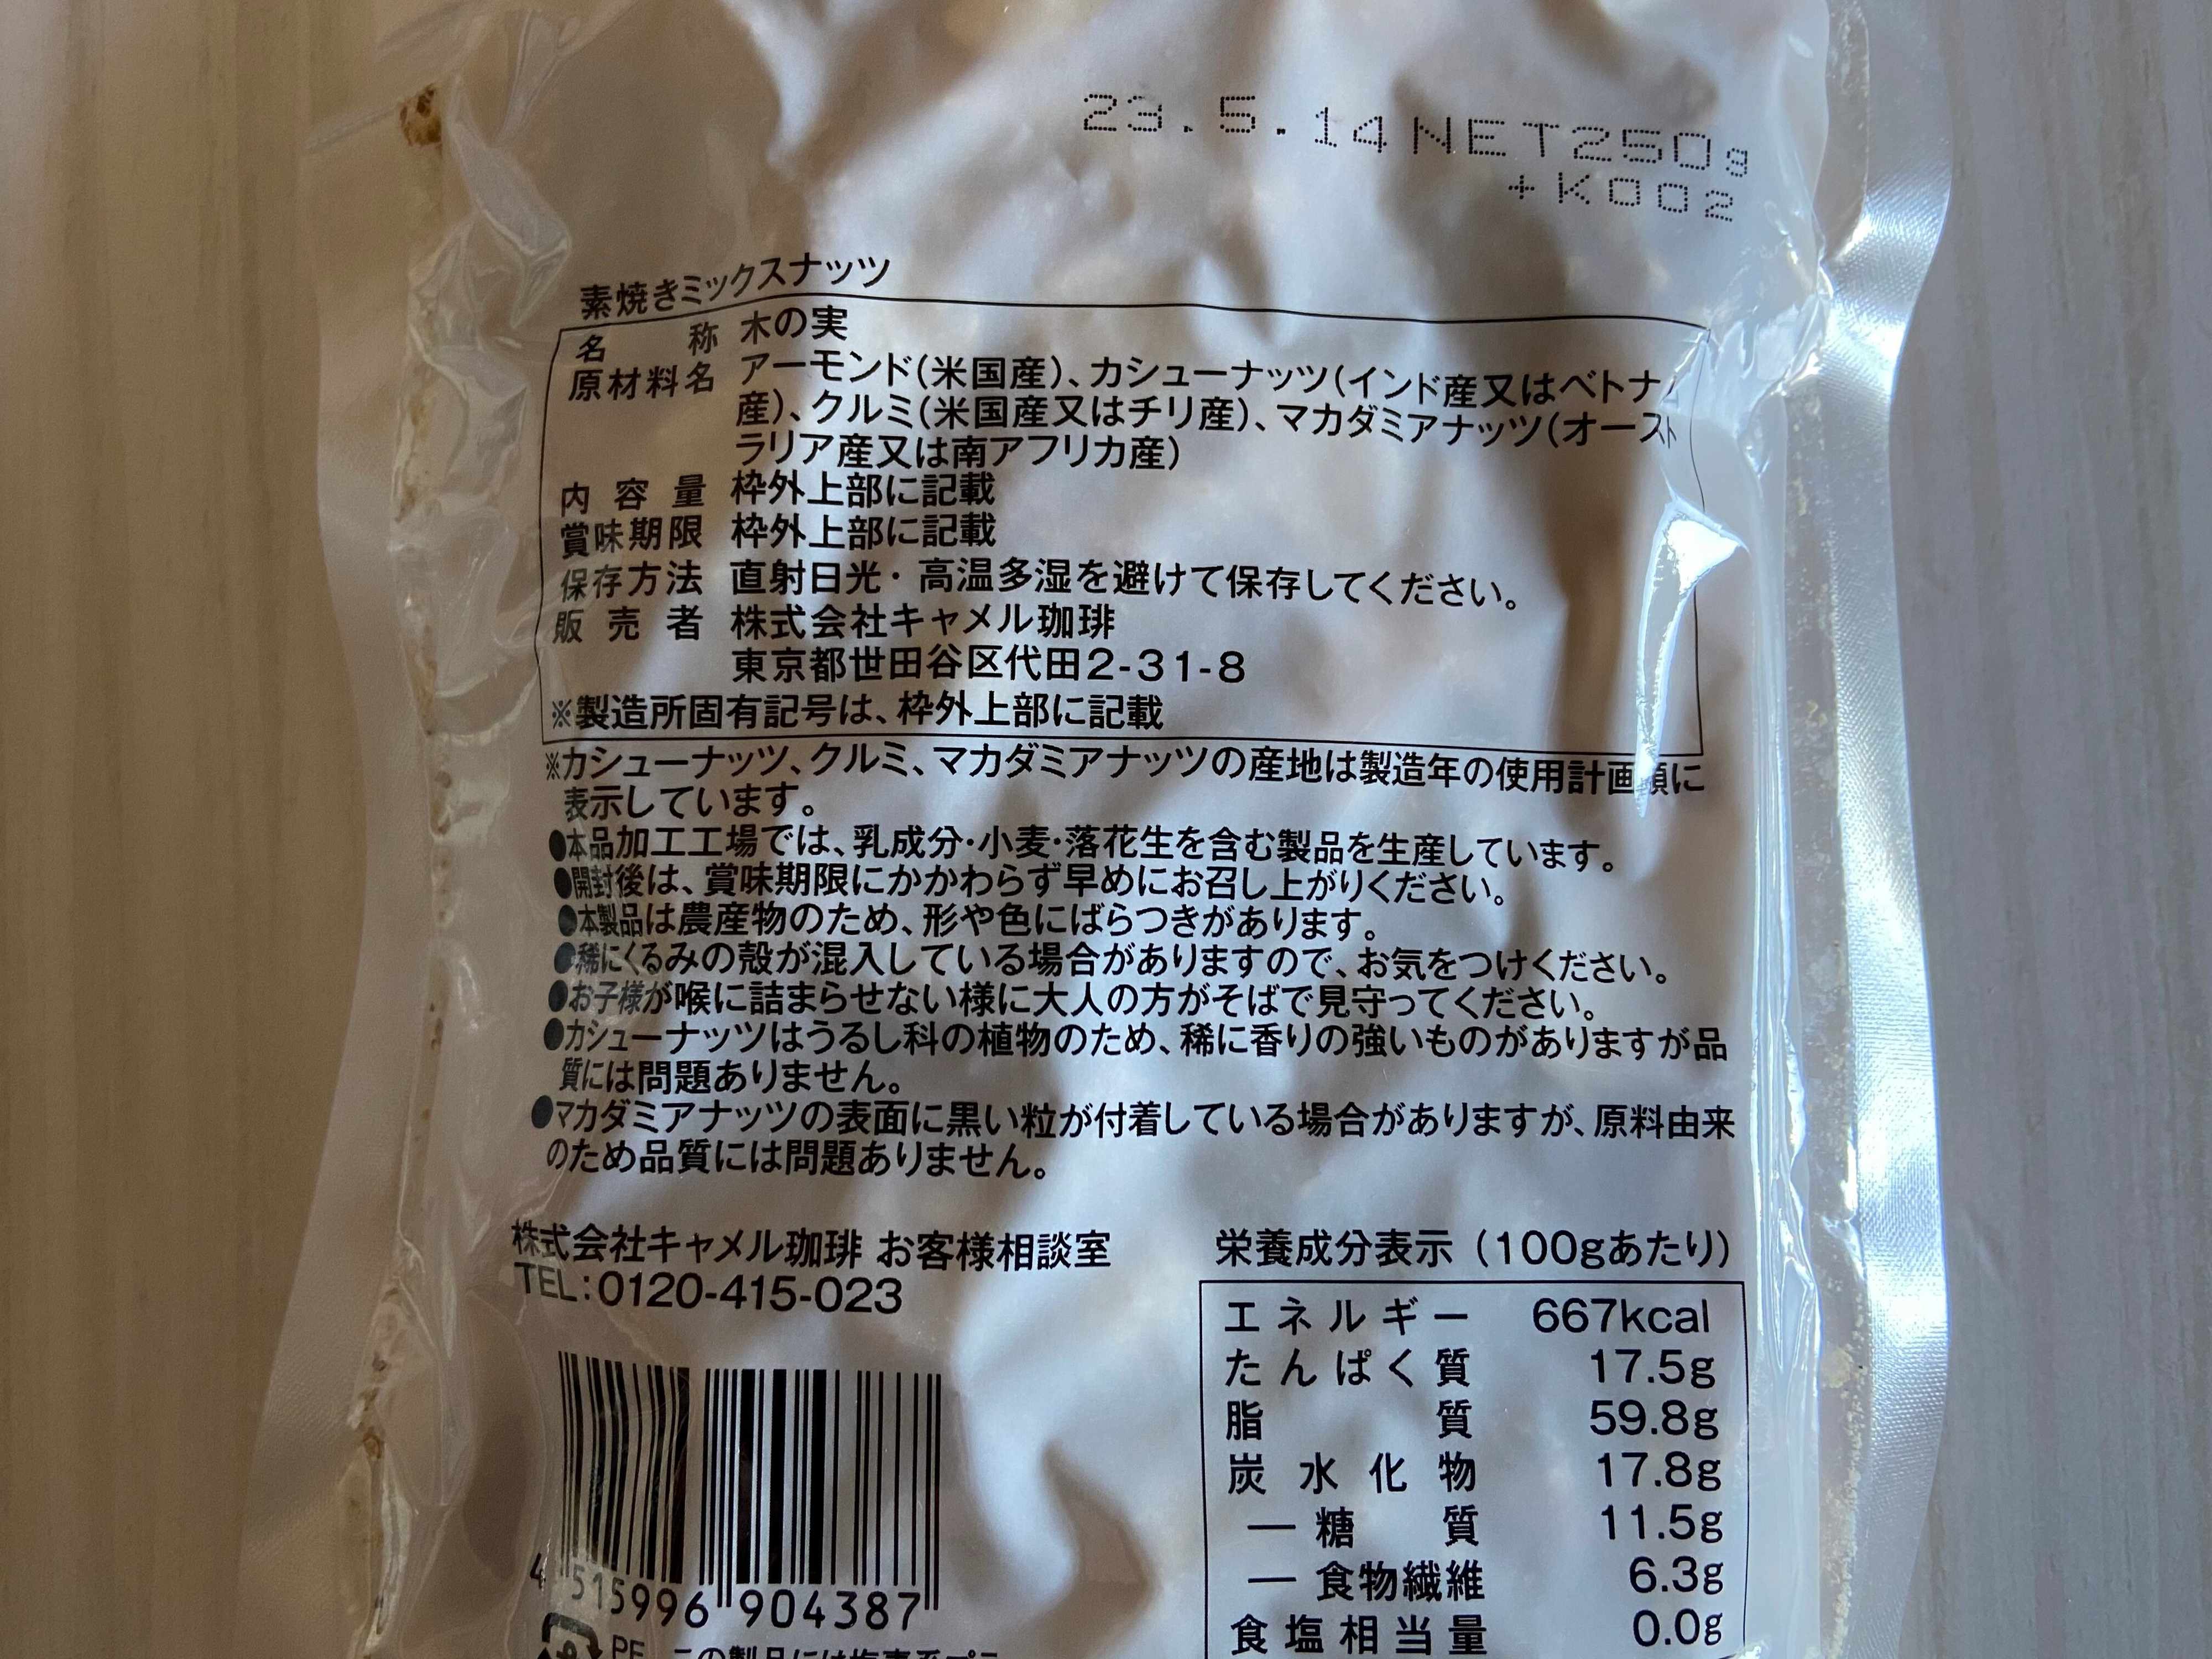 23.5.14 NET250g
+K002
素焼きミックスナッツ
名称 木の実
原材料名 アーモンド(米国産)、カシューナッツ(インド産又はベトナ
産)、クルミ(米国産又はチリ産)、マカダミアナッツ(オースト
ラリア産又は南アフリカ産)
内容量 枠外上部に記載
賞味期限 枠外上部に記載
保存方法 直射日光・高温多湿を避けて保存してください。
販売者 株式会社キャメル珈琲
東京都世田谷区代田2-31-8
※製造所固有記号は、枠外上部に記載
※カシューナッツ、クルミ、マカダミアナッツの産地は製造年の使用計画順に
表示しています。
●本品加工工場では、乳成分・小麦・落花生を含む製品を生産しています。
●開封後は、賞味期限にかかわらず早めにお召し上がりください。
●本製品は農産物のため、形や色にばらつきがあります。
●稀にくるみの殻が混入している場合がありますので、お気をつけください。
●お子様が喉に詰まらせない様に大人の方がそばで見守ってください。
●カシューナッツはうるし科の植物のため、稀に香りの強いものがありますが品
質には問題ありません。
●マカダミアナッツの表面に黒い粒が付着している場合がありますが、原料由来
のため品質には問題ありません。
株式会社キャメル珈琲 お客様相談室
TEL:0120-415-023
栄養成分表示(100gあたり)
エネルギー 667kcal
たんぱく質 17.5g
脂質 59.8g
炭水化物 17.8g
―糖質 11.5g
―食物繊維 6.3g
食塩相当量 0.0g
4 515996 904387
PE